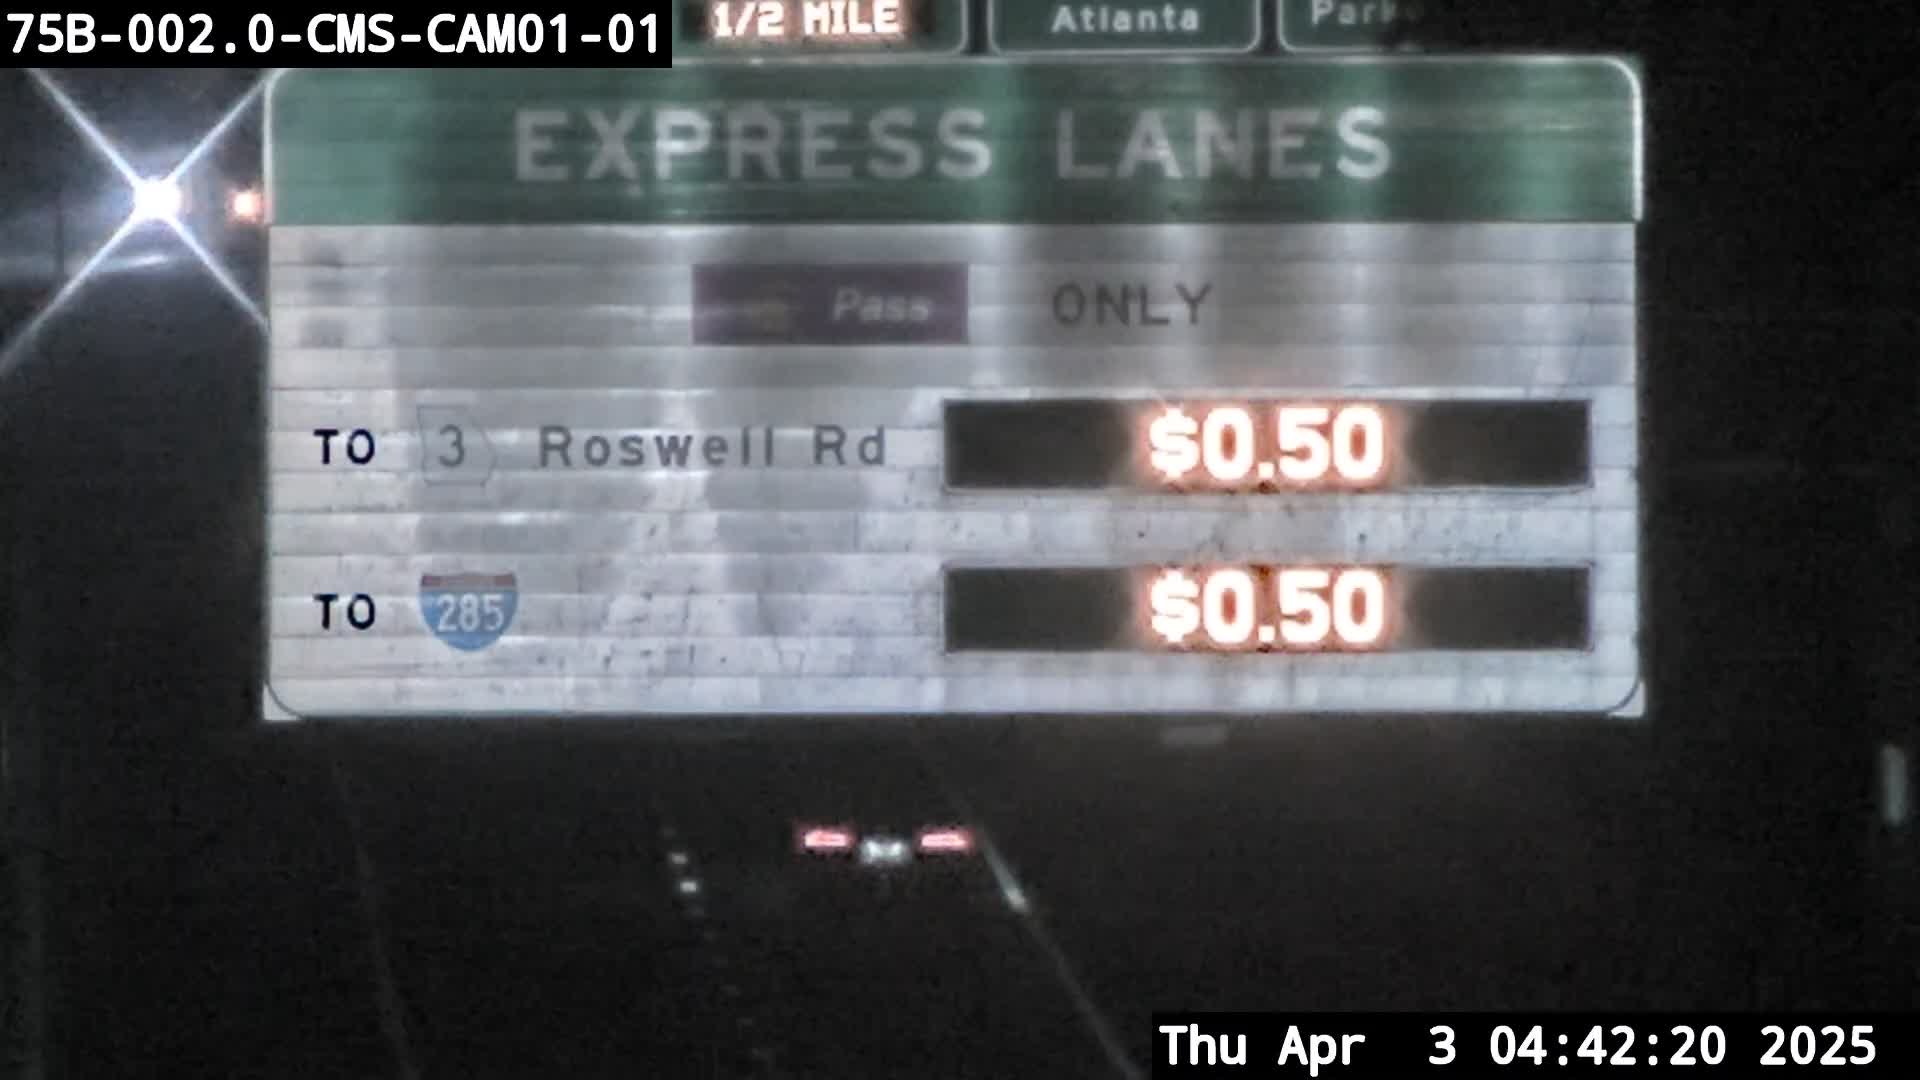 75B-002.0-CMS-CAM01-01
1/2 MILE
Atlanta
EXPRESS LANES
Pass ONLY
TO 3 Roswell Rd $0.50
TO 285 $0.50
Thu Apr 3 04:42:20 2025